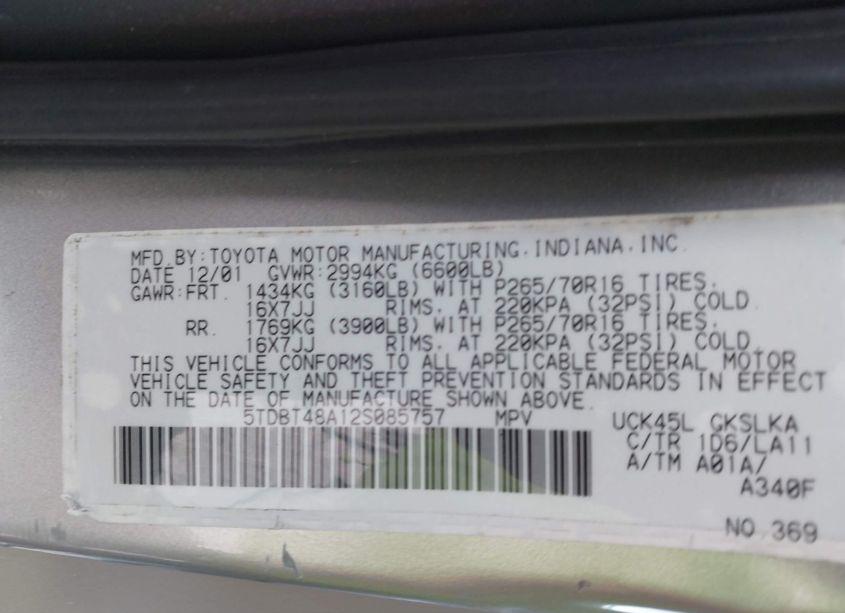 MFD.BY:TOYOTA MOTOR MANUFACTURING.INDIANA.INC.
DATE 12/01 GVWR:2994KG (6600LB)
GAWR:FRT. 1434KG (3160LB) WITH P265/70R16 TIRES.
16X7JJ RIMS. AT 220KPA (32PSI) COLD.
RR. 1769KG (3900LB) WITH P265/70R16 TIRES.
16X7JJ RIMS. AT 220KPA (32PSI) COLD.
THIS VEHICLE CONFORMS TO ALL APPLICABLE FEDERAL MOTOR
VEHICLE SAFETY AND THEFT PREVENTION STANDARDS IN EFFECT
ON THE DATE OF MANUFACTURE SHOWN ABOVE.
5TDBT48A12S085757 MPV
UCK45L GKSLKA
C/TR 1D6/LA11
A/TM A01A/
A340F
NO.369